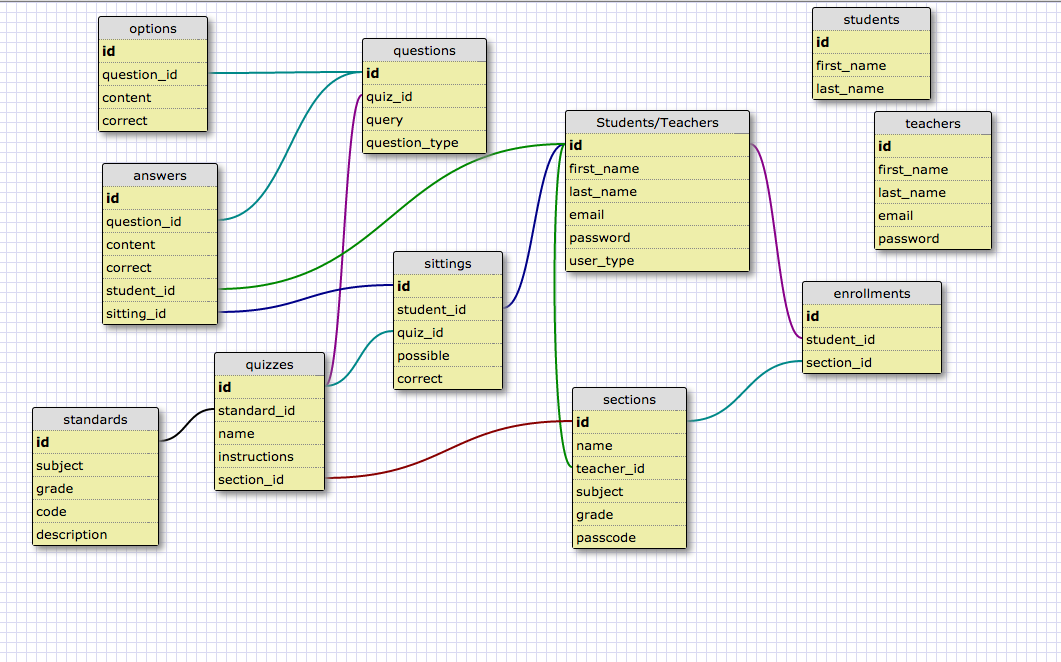 options
id
question_id
content
correct
questions
id
quiz_id
query
question_type
students
id
first_name
last_name
Students/Teachers
id
first_name
last_name
email
password
user_type
teachers
id
first_name
last_name
email
password
answers
id
question_id
content
correct
student_id
sitting_id
sittings
id
student_id
quiz_id
possible
correct
enrollments
id
student_id
section_id
quizzes
id
standard_id
name
instructions
section_id
sections
id
name
teacher_id
subject
grade
passcode
standards
id
subject
grade
code
description